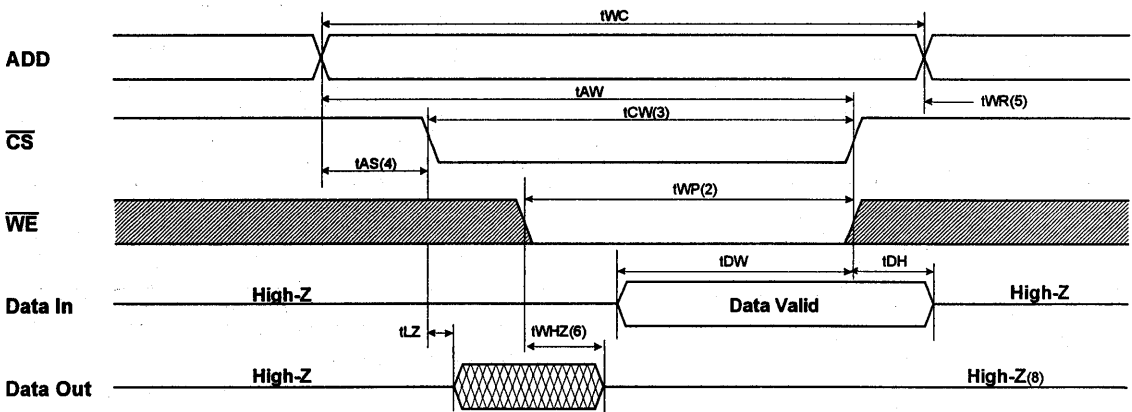 tWC
ADD
tAW
tWR(5)
tCW(3)
CS
tAS(4)
tWP(2)
WE
tDW
tDH
High-Z
Data Valid
High-Z
Data In
tLZ
tWHZ(6)
High-Z
High-Z(8)
Data Out